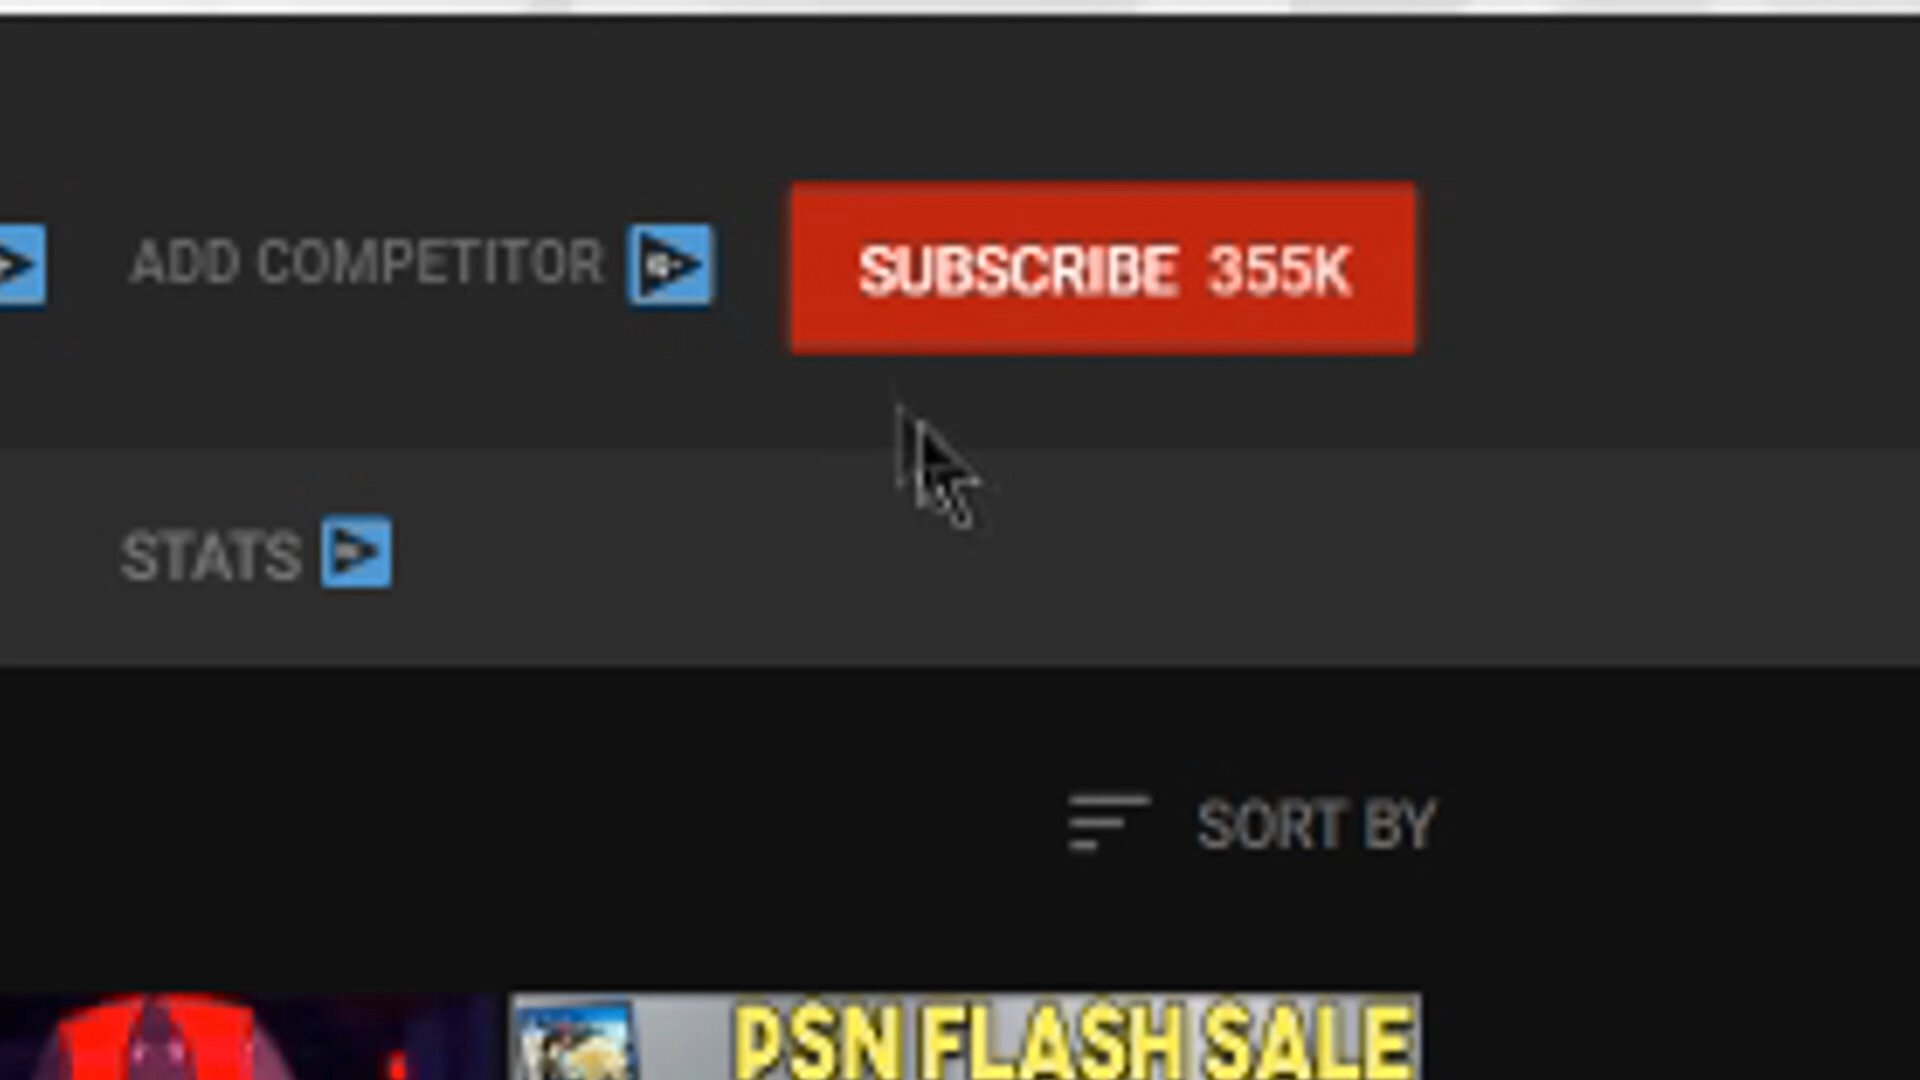 ADD COMPETITOR
SUBSCRIBE 355K
STATS
SORT BY
PSN FLASH SALE